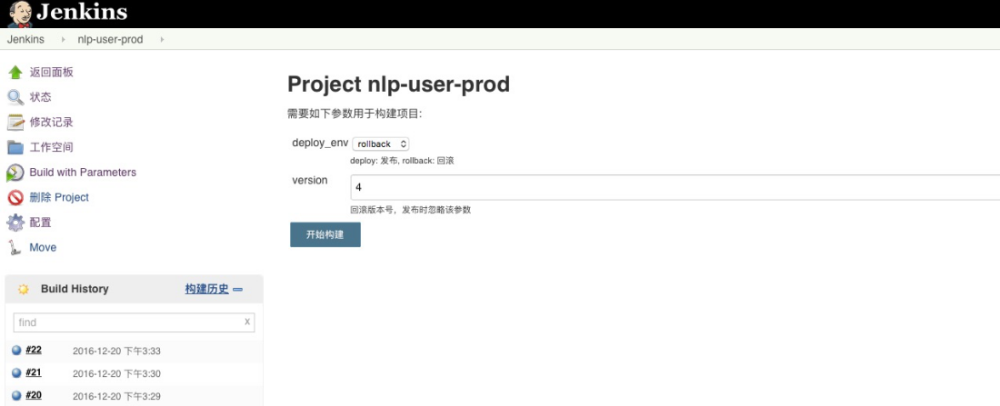 Jenkins
Jenkins nlp-user-prod
返回面板
状态
修改记录
工作空间
Build with Parameters
删除 Project
配置
Move
Project nlp-user-prod
需要如下参数用于构建项目:
deploy_env rollback
deploy: 发布, rollback: 回滚
version 4
回滚版本号，发布时忽略该参数
开始构建
Build History 构建历史
find x
#22 2016-12-20 下午3:33
#21 2016-12-20 下午3:30
#20 2016-12-20 下午3:29